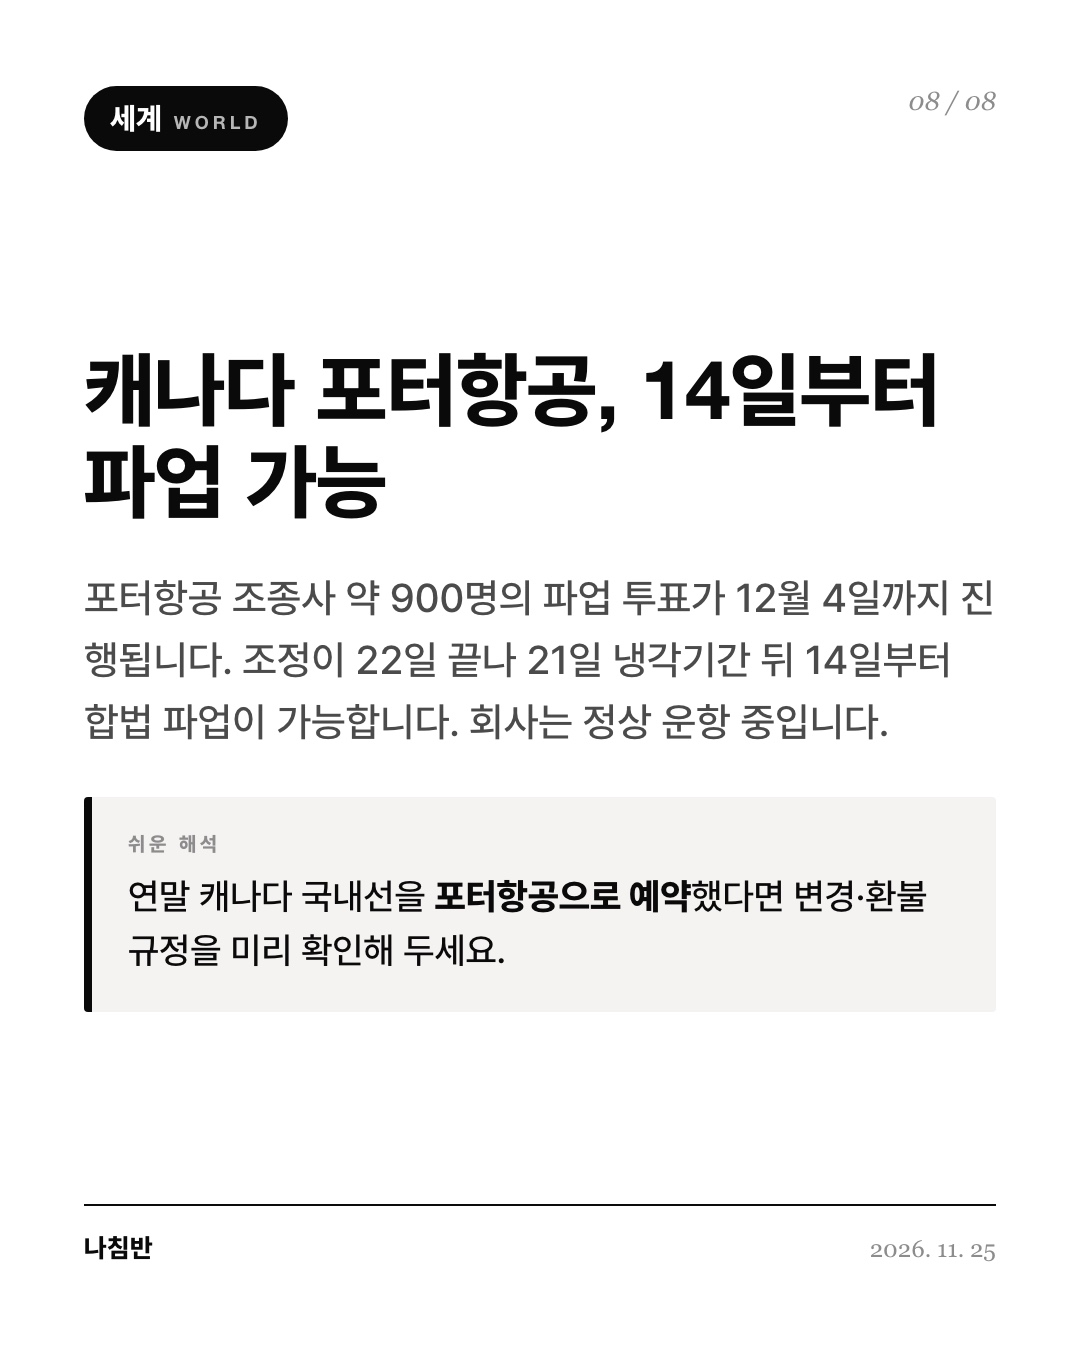 세계 WORLD
08 / 08
캐나다 포터항공, 14일부터
파업 가능
포터항공 조종사 약 900명의 파업 투표가 12월 4일까지 진
행됩니다. 조정이 22일 끝나 21일 냉각기간 뒤 14일부터
합법 파업이 가능합니다. 회사는 정상 운항 중입니다.
쉬운 해석
연말 캐나다 국내선을 포터항공으로 예약했다면 변경·환불
규정을 미리 확인해 두세요.
나침반
2026. 11. 25